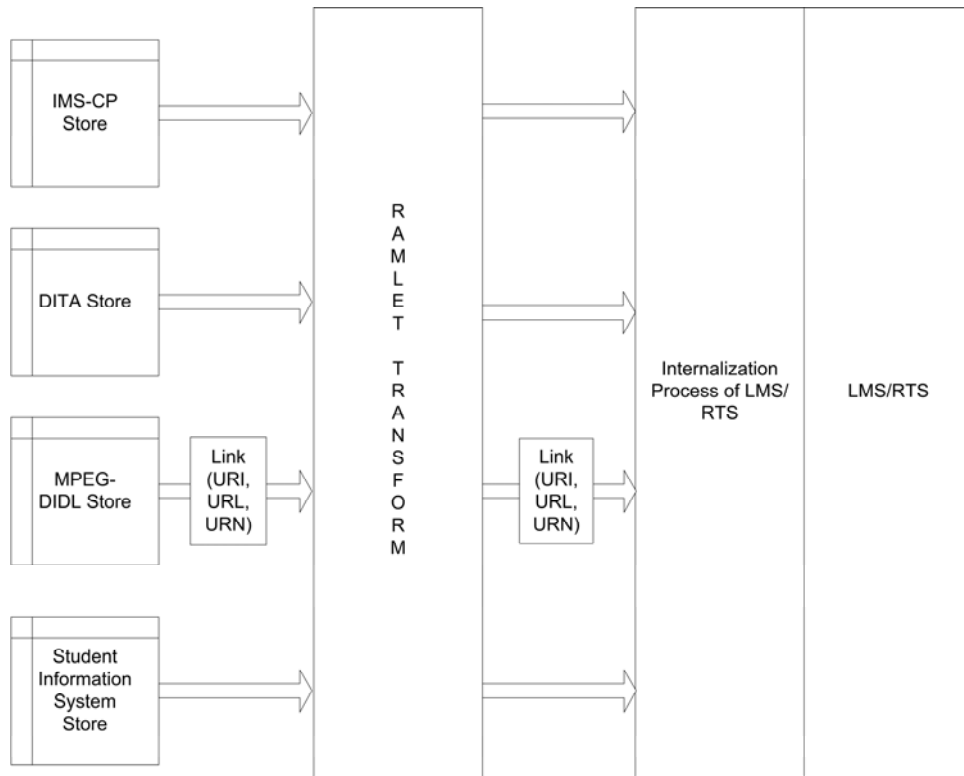 IMS-CP
Store
DITA Store
MPEG-
DIDL Store
Link
(URI,
URL,
URN)
Student
Information
System
Store
R
A
M
L
E
T
T
R
A
N
S
F
O
R
M
Link
(URI,
URL,
URN)
Internalization
Process of LMS/
RTS
LMS/RTS